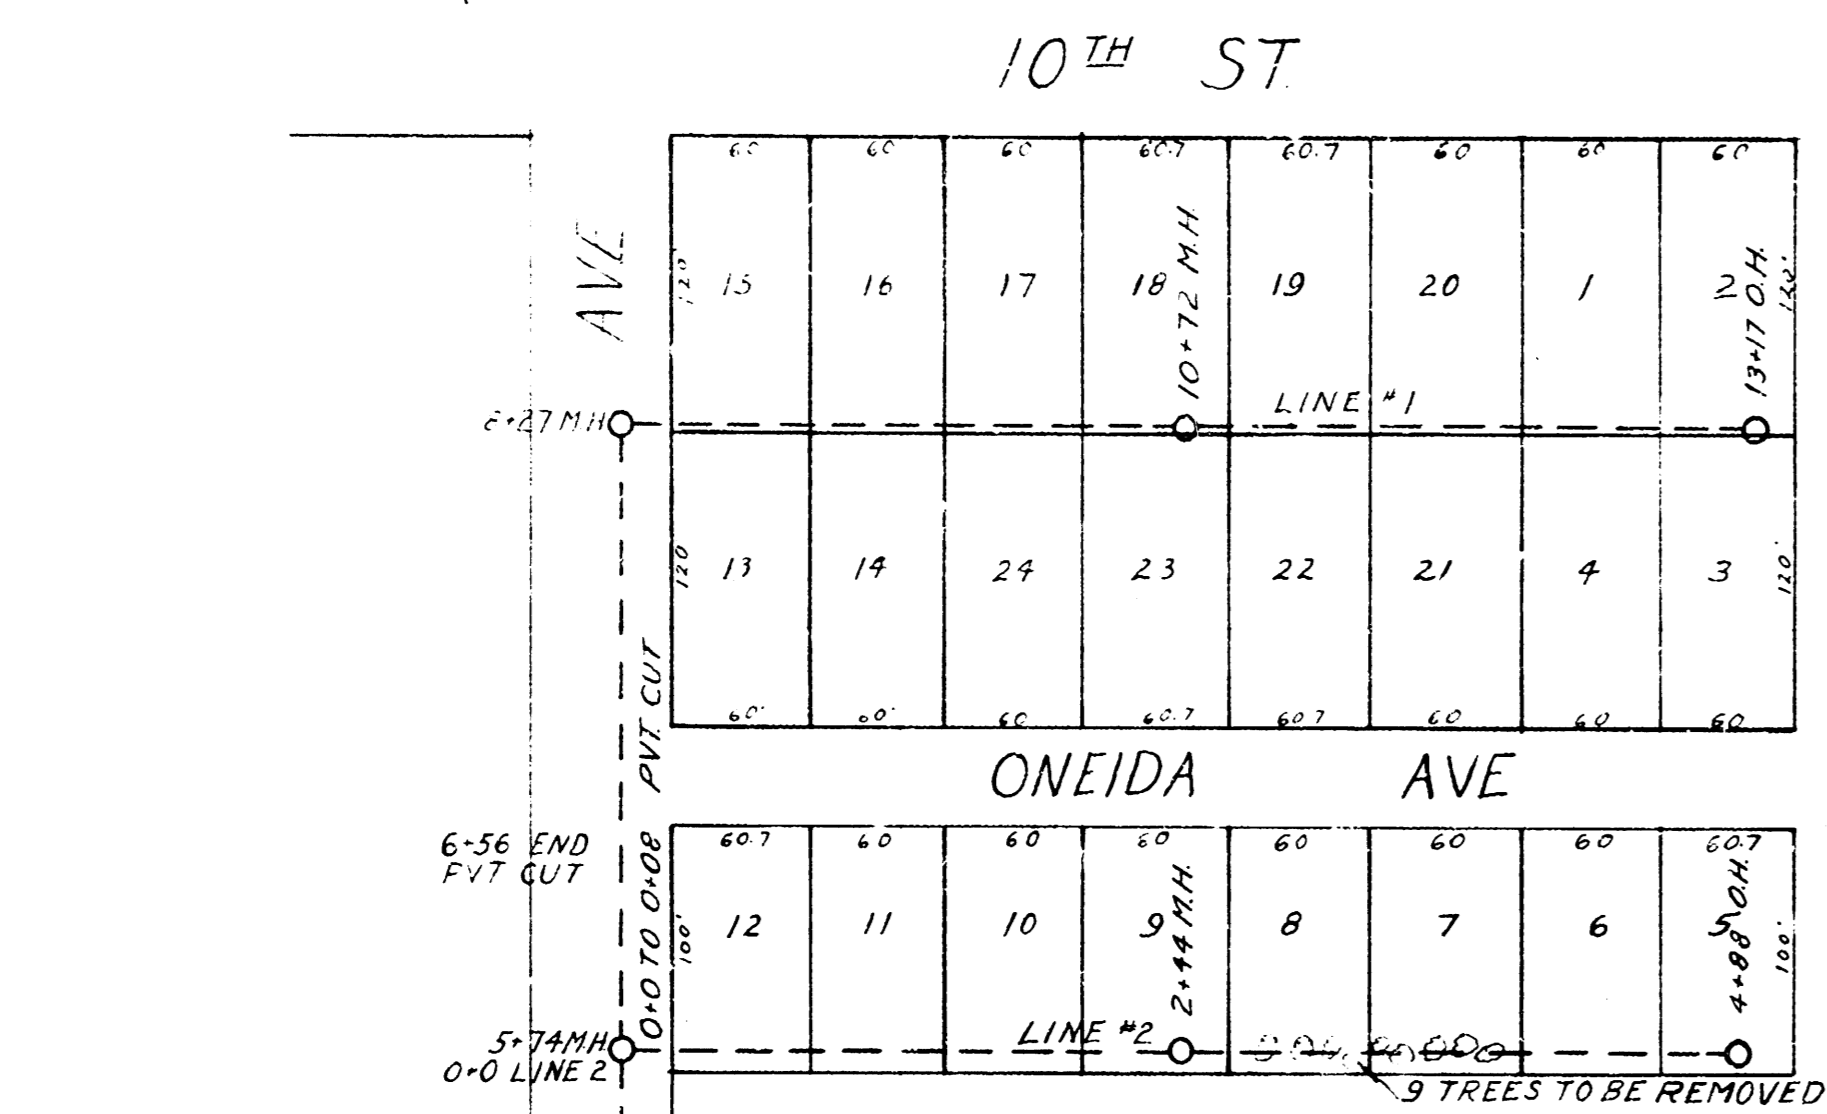 10TH ST.
60 60 60 60.7 60.7 60 60 60
AVE
120' 15 16 17 18 10+72 M.H. 19 20 1 2 13+17 O.H. 120'
LINE #1
M.H.
120 13 14 24 23 22 21 4 3 120'
PVT. CUT
60' 60' 60 60.7 60.7 60 60 60
ONEIDA AVE
60.7 60 60 60 60 60 60 60.7
6+56 END
PVT CUT
0+0 TO 0+08
100' 12 11 10 9 2+44 M.H. 8 7 6 5 4+88 O.H. 100'
LINE #2
5+74 M.H.
0+0 LINE 2
9 TREES TO BE REMOVED